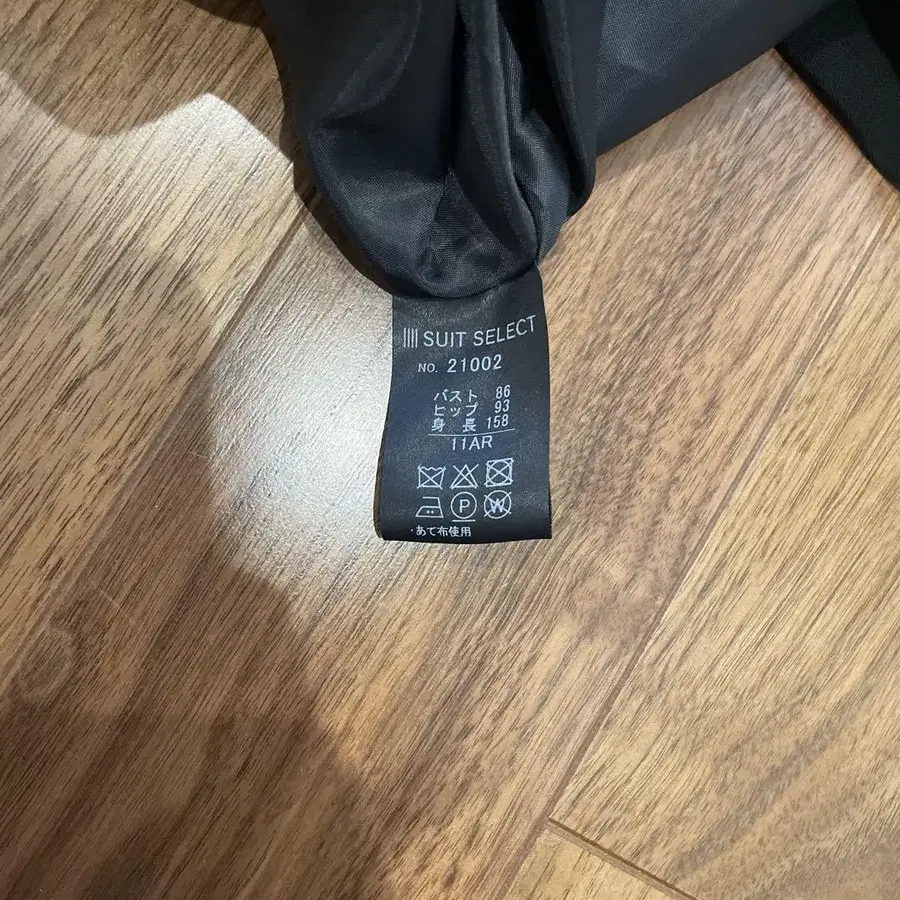 SUIT SELECT
NO. 21002
バスト 86
ヒップ 93
身長 158
11AR
P
W
・あて布使用